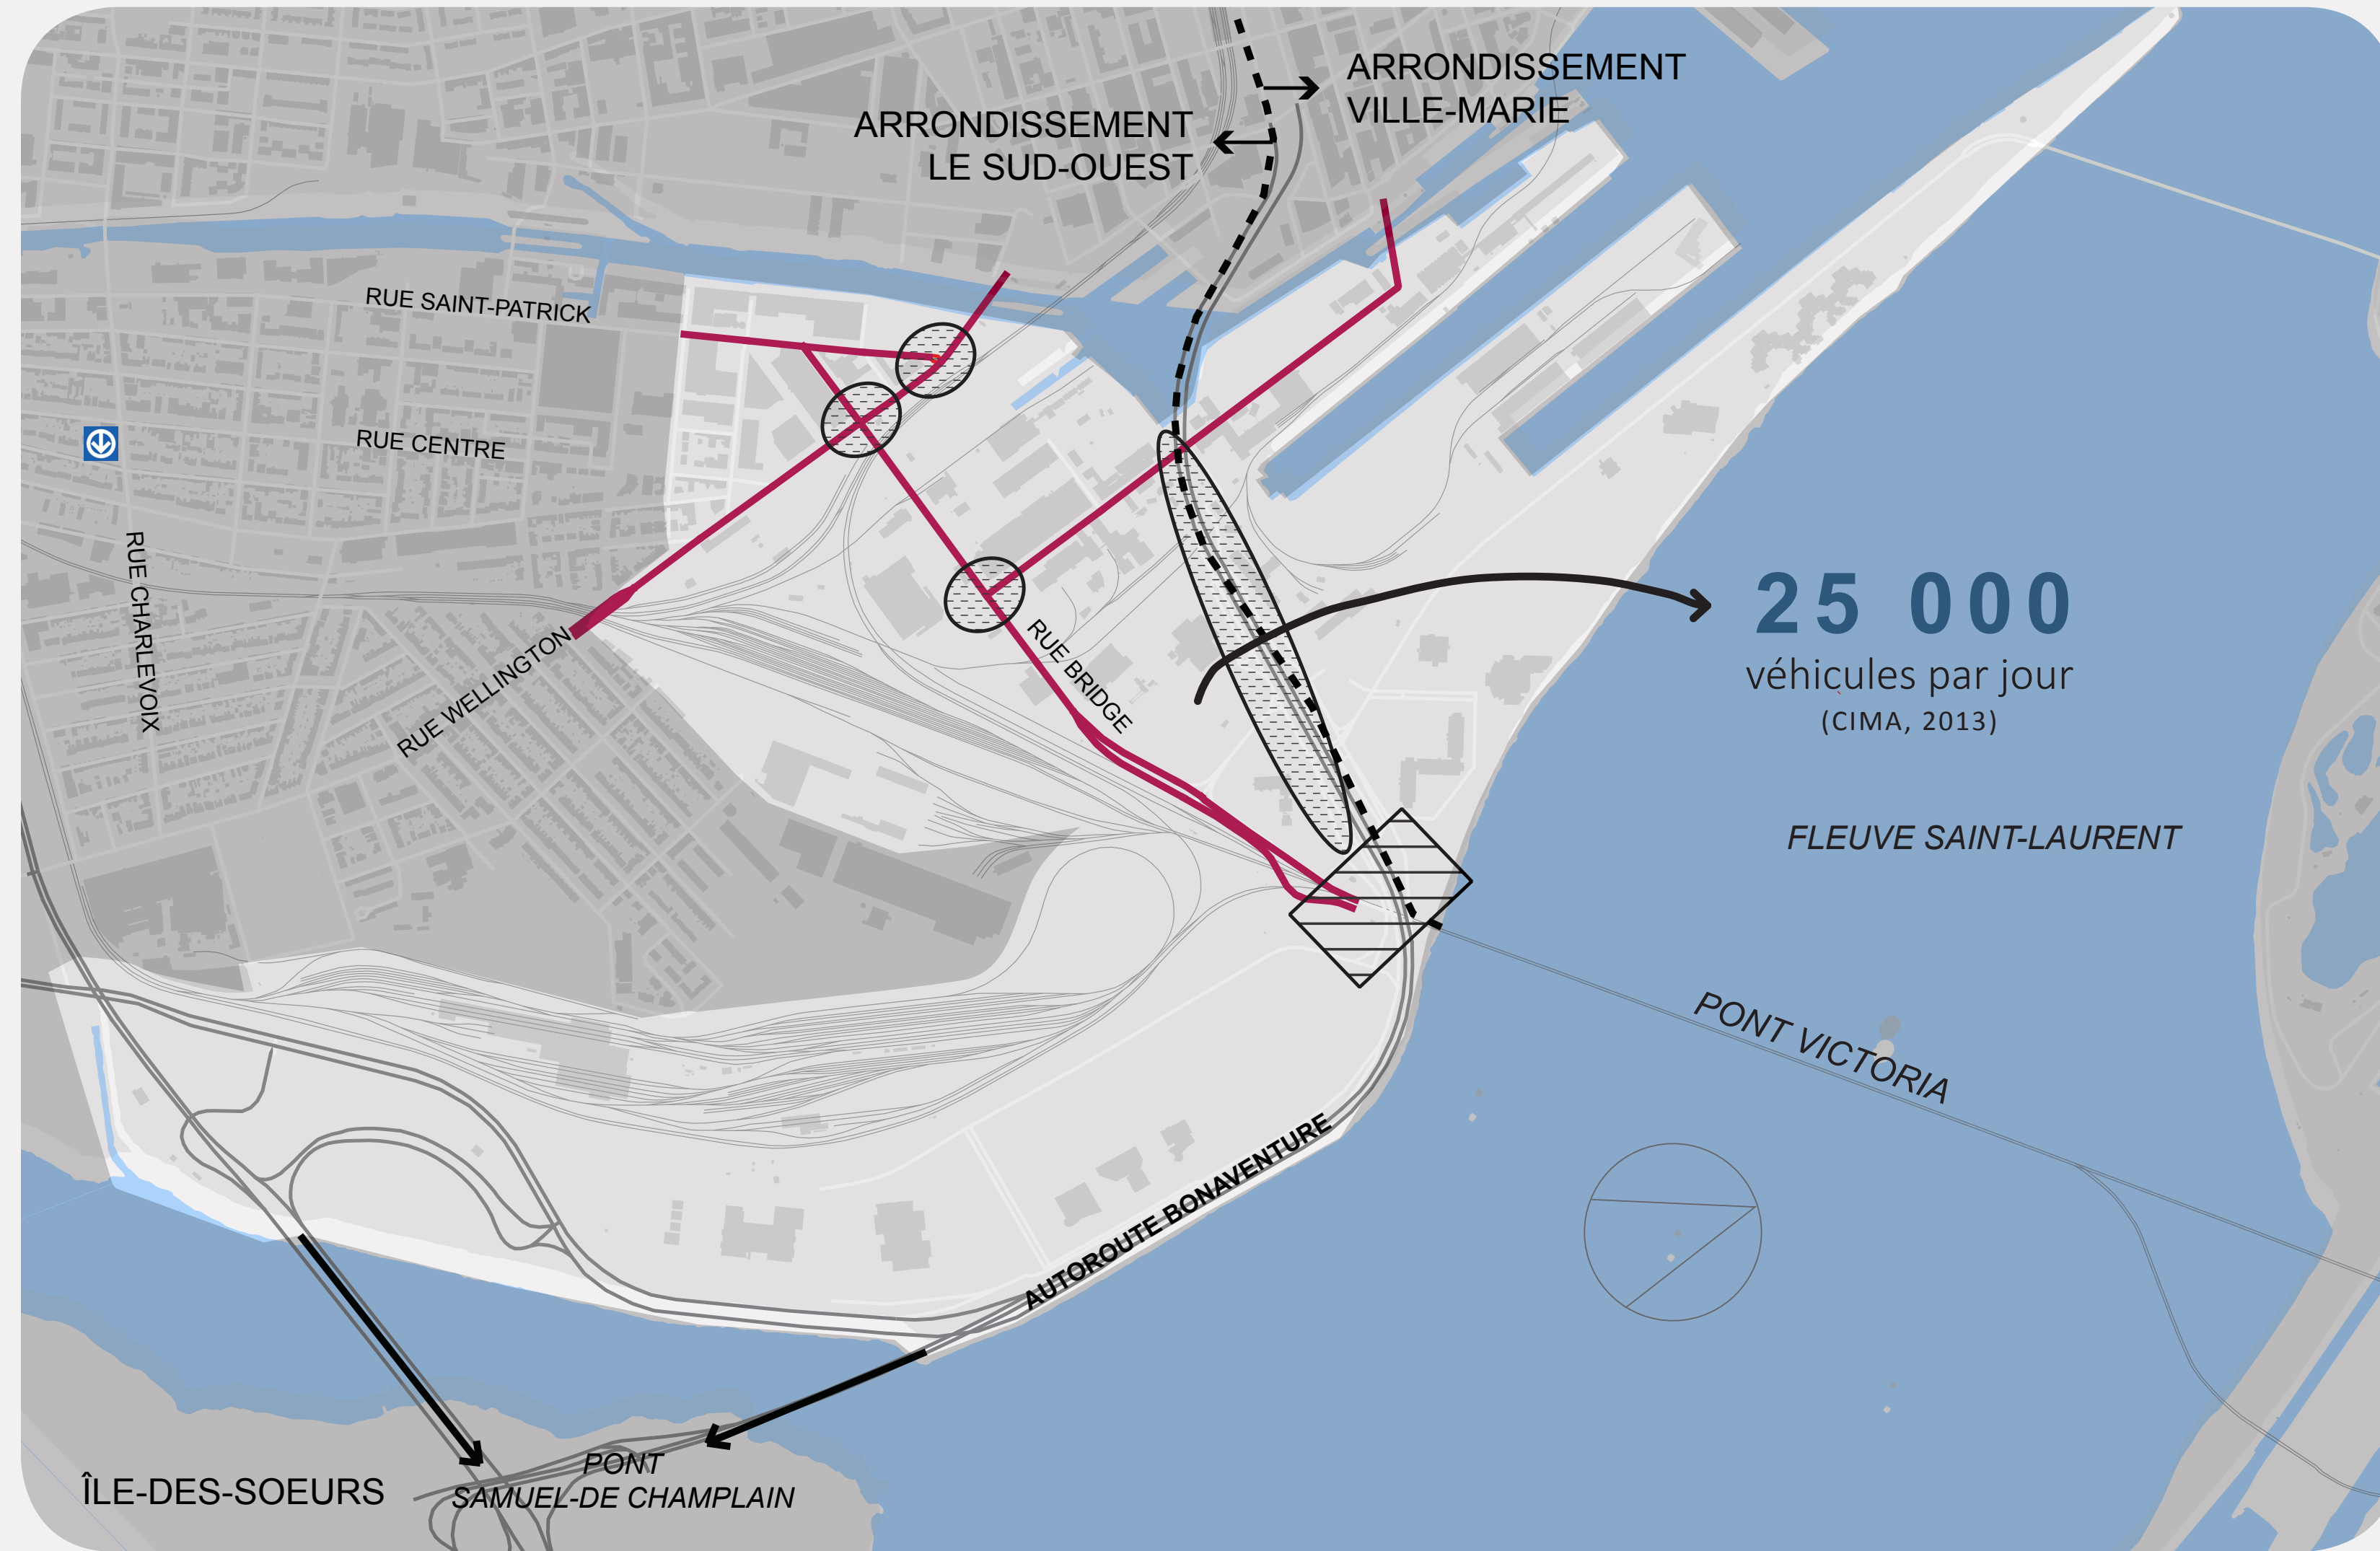 ARRONDISSEMENT
VILLE-MARIE
ARRONDISSEMENT
LE SUD-OUEST
RUE SAINT-PATRICK
RUE CENTRE
RUE CHARLEVOIX
RUE WELLINGTON
RUE BRIDGE
25 000
véhicules par jour
(CIMA, 2013)
FLEUVE SAINT-LAURENT
PONT VICTORIA
AUTOROUTE BONAVENTURE
ÎLE-DES-SOEURS
PONT
SAMUEL-DE CHAMPLAIN